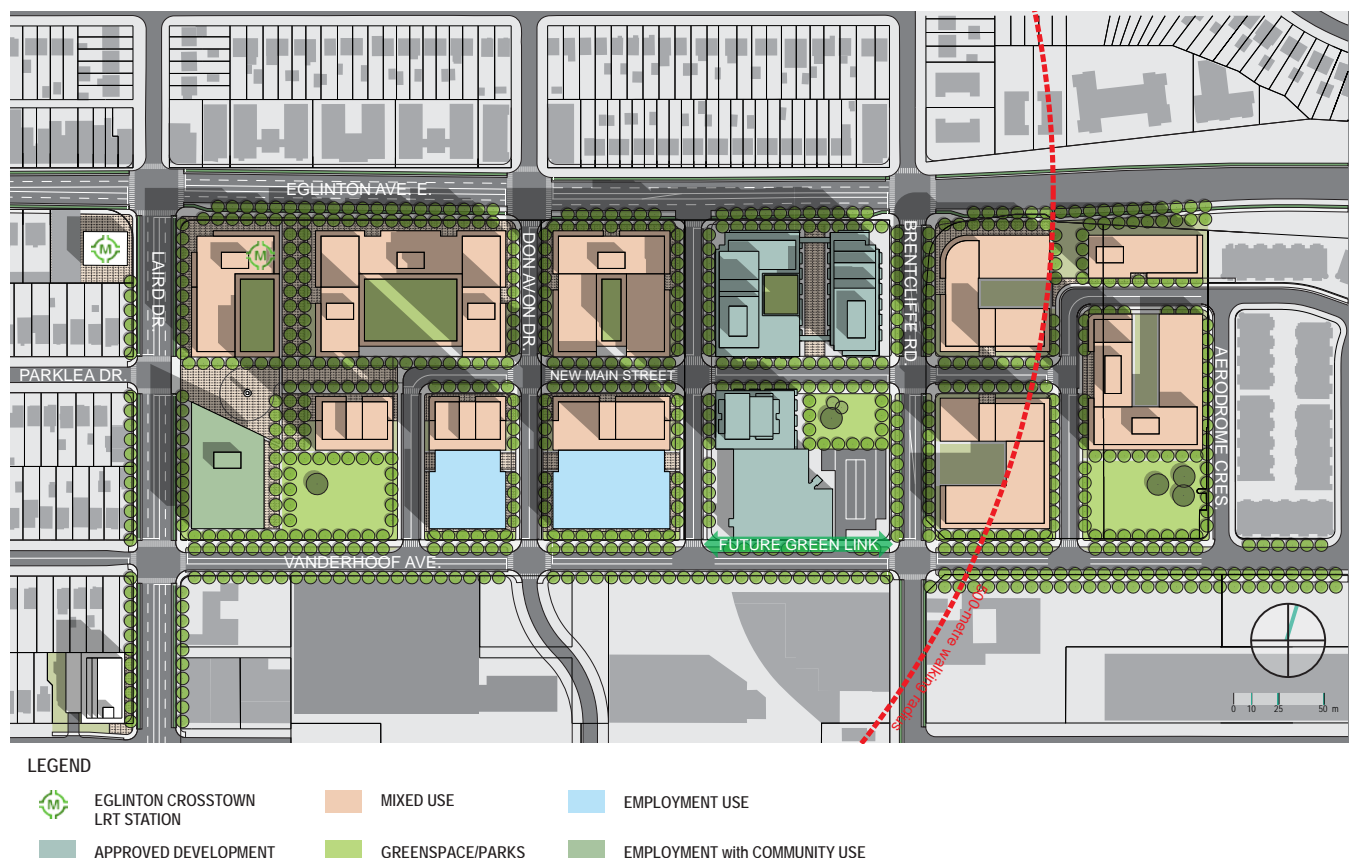 EGLINTON AVE. E.
M
M
LAIRD DR.
DON AVON DR
BRENTCLIFFE RD
PARKLEA DR.
NEW MAIN STREET
AERODROME CRES
FUTURE GREEN LINK
VANDERHOOF AVE.
-metre walking radius
0 10 25 50 m
LEGEND
M
EGLINTON CROSSTOWN
LRT STATION
MIXED USE
EMPLOYMENT USE
APPROVED DEVELOPMENT
GREENSPACE/PARKS
EMPLOYMENT with COMMUNITY USE